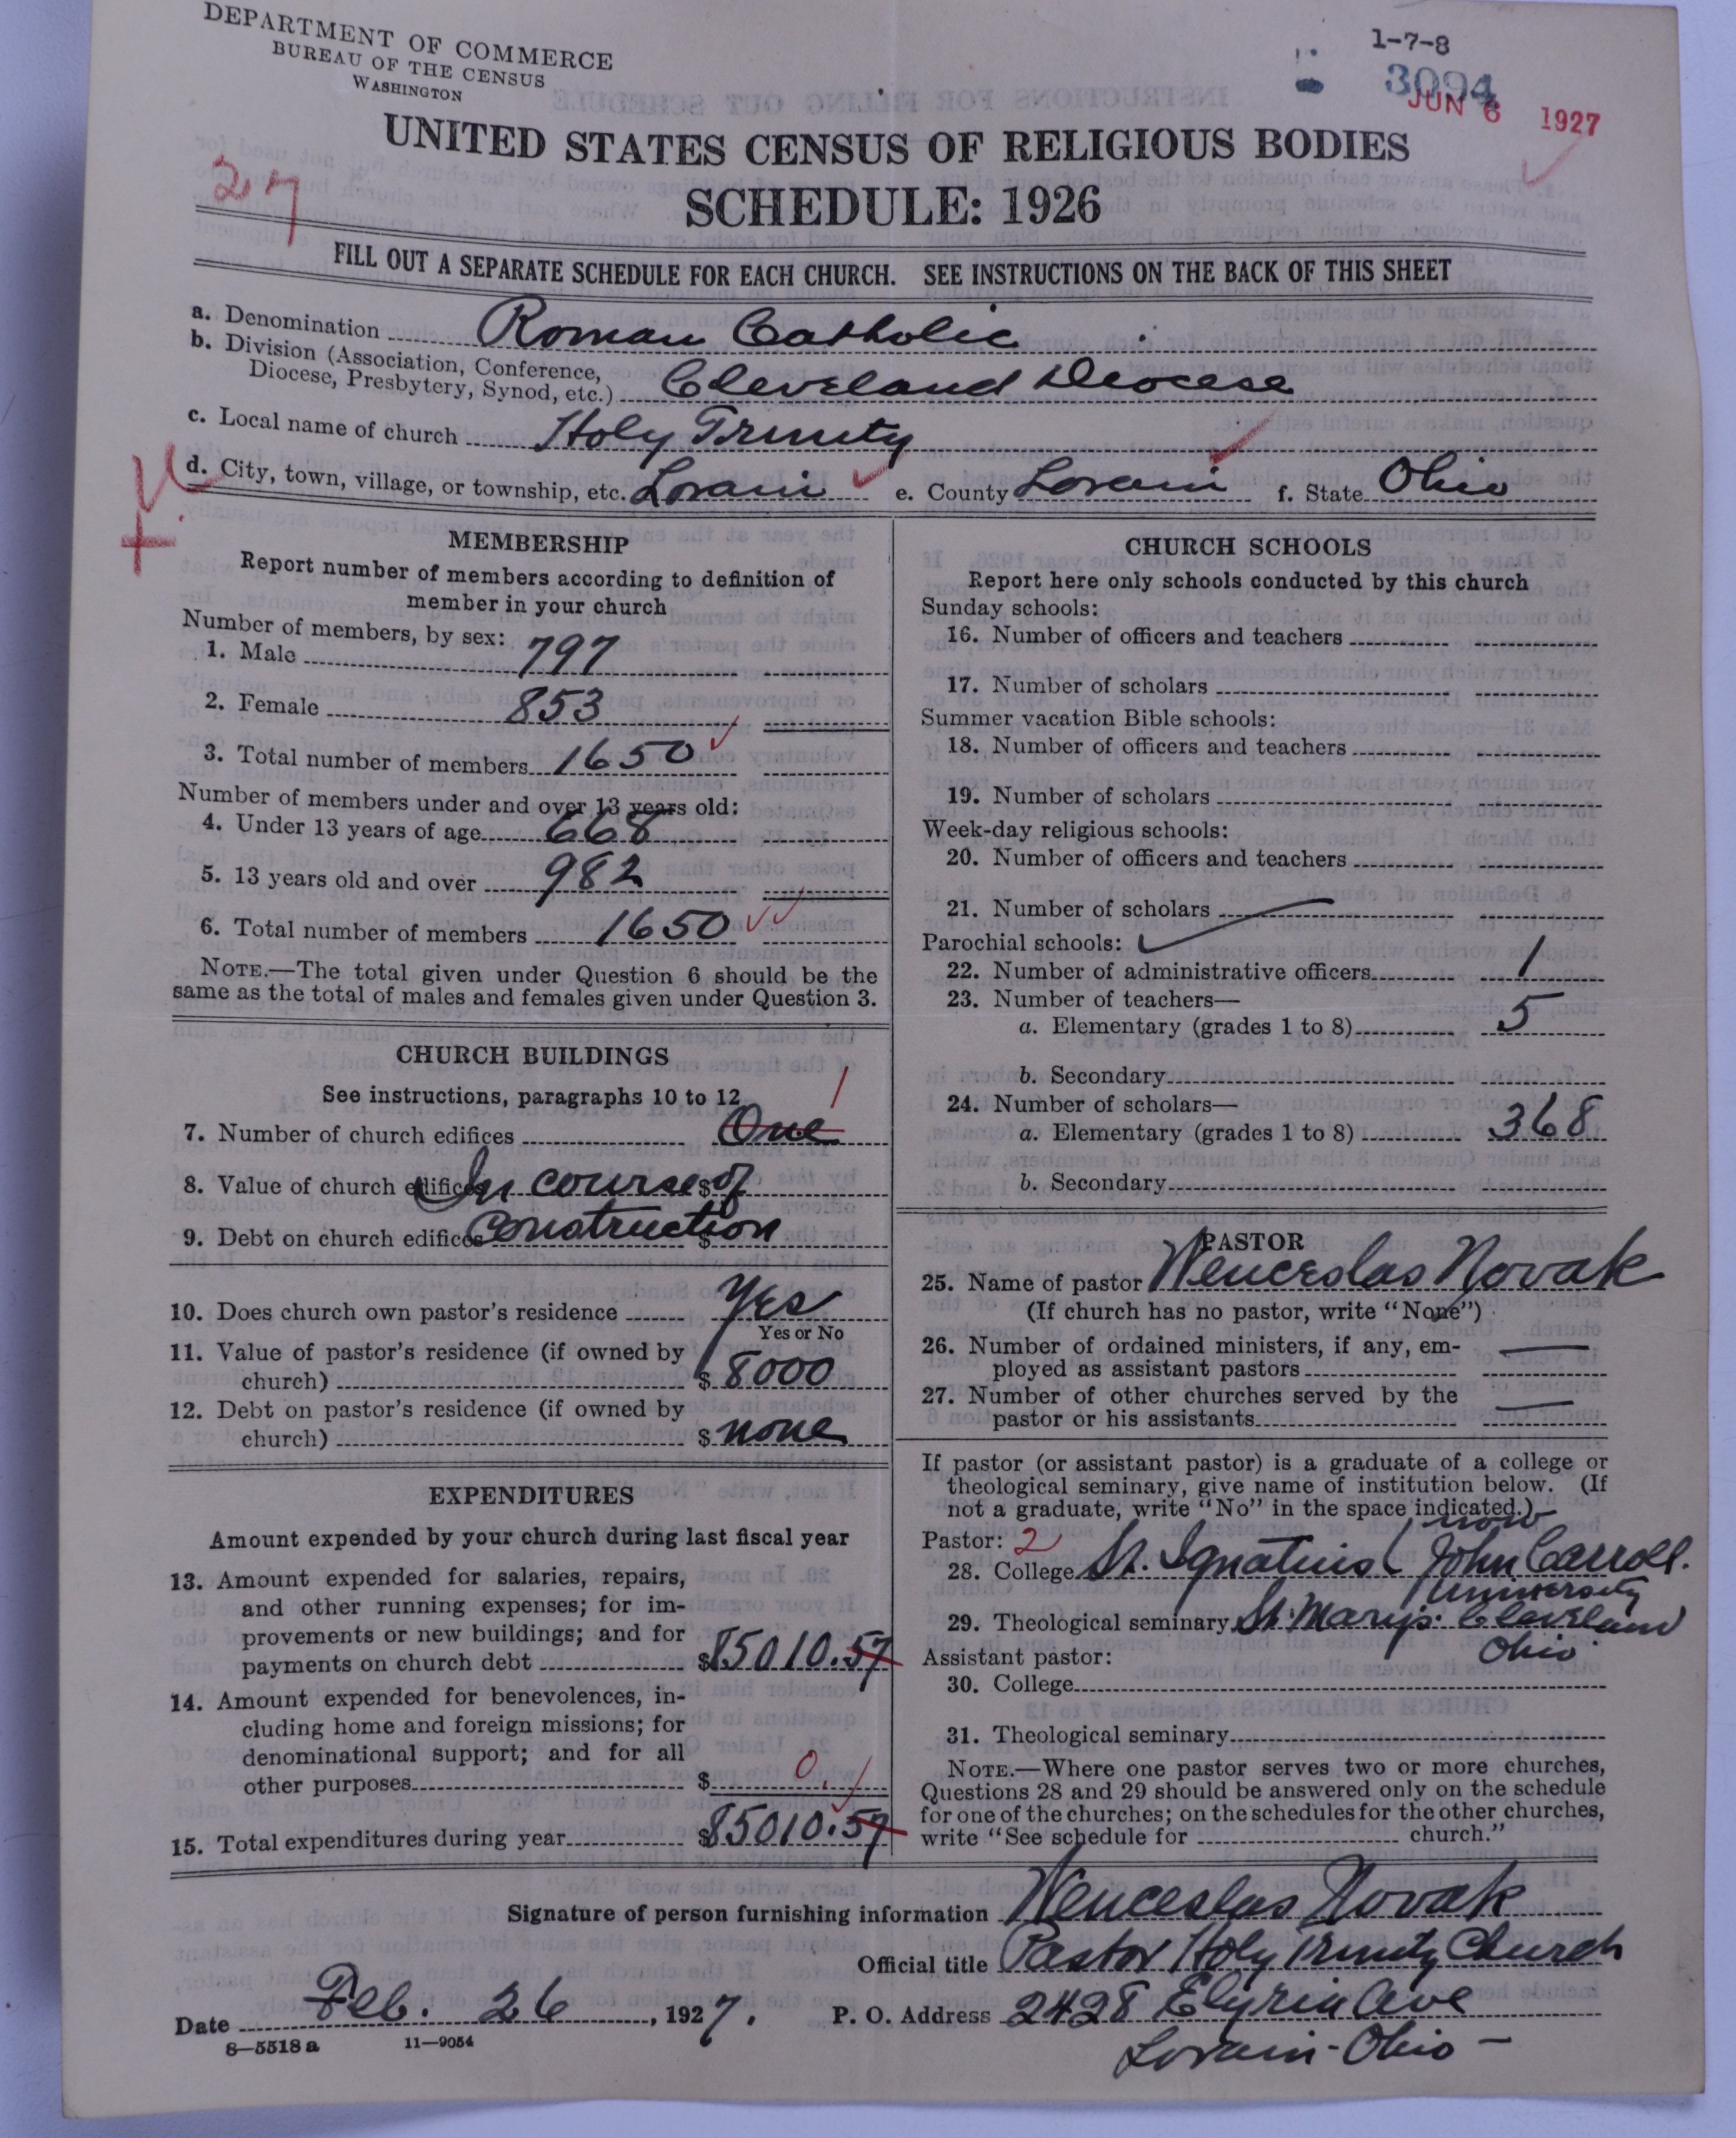 DEPARTMENT OF COMMERCE
BUREAU OF THE CENSUS
WASHINGTON
1-7-8
3094
JUN 6 1927
UNITED STATES CENSUS OF RELIGIOUS BODIES
SCHEDULE: 1926
27
FILL OUT A SEPARATE SCHEDULE FOR EACH CHURCH. SEE INSTRUCTIONS ON THE BACK OF THIS SHEET
a. Denomination Roman Catholic
b. Division (Association, Conference,
Diocese, Presbytery, Synod, etc.) Cleveland Diocese
c. Local name of church Holy Trinity
d. City, town, village, or township, etc. Lorain e. County Lorain f. State Ohio
MEMBERSHIP
Report number of members according to definition of
member in your church
Number of members, by sex:
1. Male 797
2. Female 853
3. Total number of members 1650
Number of members under and over 13 years old:
4. Under 13 years of age 668
5. 13 years old and over 982
6. Total number of members 1650
NOTE.—The total given under Question 6 should be the
same as the total of males and females given under Question 3.
CHURCH BUILDINGS
See instructions, paragraphs 10 to 12
1
7. Number of church edifices One
8. Value of church edifices $ In course of
9. Debt on church edifices $ Construction
10. Does church own pastor's residence Yes
Yes or No
11. Value of pastor's residence (if owned by
church) $ 8000
12. Debt on pastor's residence (if owned by
church) $ none
EXPENDITURES
Amount expended by your church during last fiscal year
13. Amount expended for salaries, repairs,
and other running expenses; for im-
provements or new buildings; and for
payments on church debt $85010.57
14. Amount expended for benevolences, in-
cluding home and foreign missions; for
denominational support; and for all
other purposes $ 0.
15. Total expenditures during year $85010.57
CHURCH SCHOOLS
Report here only schools conducted by this church
Sunday schools:
16. Number of officers and teachers
17. Number of scholars
Summer vacation Bible schools:
18. Number of officers and teachers
19. Number of scholars
Week-day religious schools:
20. Number of officers and teachers
21. Number of scholars
Parochial schools:
22. Number of administrative officers 1
23. Number of teachers—
a. Elementary (grades 1 to 8) 5
b. Secondary
24. Number of scholars—
a. Elementary (grades 1 to 8) 368
b. Secondary
PASTOR
25. Name of pastor Wenceslas Novak
(If church has no pastor, write "None")
26. Number of ordained ministers, if any, em-
ployed as assistant pastors —
27. Number of other churches served by the
pastor or his assistants —
If pastor (or assistant pastor) is a graduate of a college or
theological seminary, give name of institution below. (If
not a graduate, write "No" in the space indicated.)
now
Pastor: 2
28. College St. Ignatius ( John Carroll.
University
29. Theological seminary St. Mary's. Cleveland
Ohio
Assistant pastor:
30. College
31. Theological seminary
NOTE.—Where one pastor serves two or more churches,
Questions 28 and 29 should be answered only on the schedule
for one of the churches; on the schedules for the other churches,
write "See schedule for church."
Signature of person furnishing information Wenceslas Novak
Official title Pastor Holy Trinity Church
Date Feb. 26, 1927. P. O. Address 2428 Elyria Ave
Lorain - Ohio -
8—5518 a 11—9054